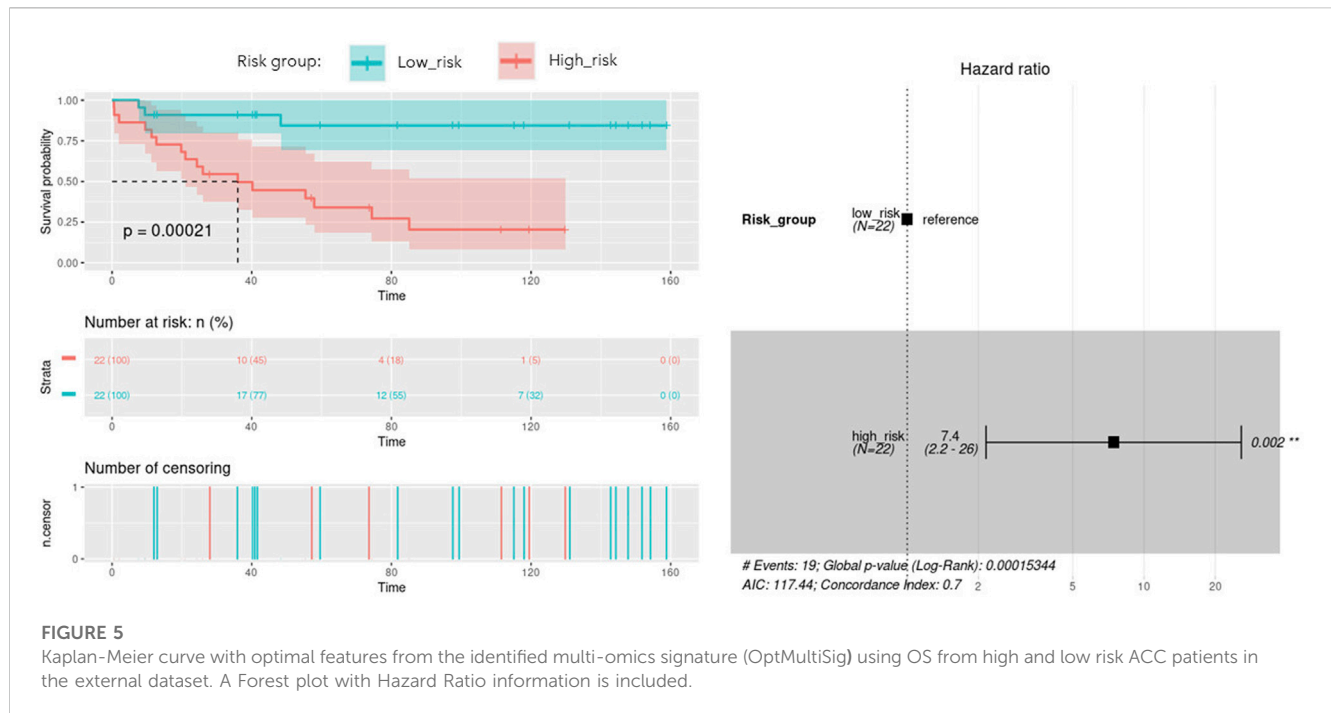 Risk group: Low_risk High_risk
Survival probability
1.00
0.75
0.50
0.25
0.00
p = 0.00021
0 40 80 120 160
Time
Number at risk: n (%)
Strata
22 (100) 10 (45) 4 (18) 1 (5) 0 (0)
22 (100) 17 (77) 12 (55) 7 (32) 0 (0)
0 40 80 120 160
Time
Number of censoring
n.censor
1
0
0 40 80 120 160
Time
Hazard ratio
Risk_group low_risk (N=22) reference
high_risk (N=22) 7.4 (2.2 - 26) 0.002 **
# Events: 19; Global p-value (Log-Rank): 0.00015344
AIC: 117.44; Concordance Index: 0.7
2 5 10 20
FIGURE 5
Kaplan-Meier curve with optimal features from the identified multi-omics signature (OptMultiSig) using OS from high and low risk ACC patients in
the external dataset. A Forest plot with Hazard Ratio information is included.